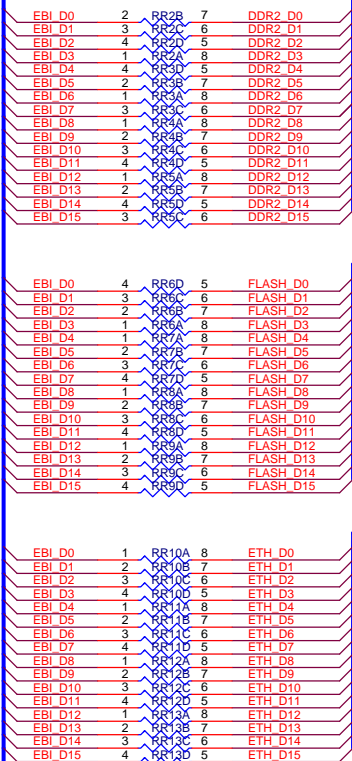 EBI_D0 2 RR2B 7 DDR2_D0
EBI_D1 3 RR2C 6 DDR2_D1
EBI_D2 4 RR2D 5 DDR2_D2
EBI_D3 1 RR2A 8 DDR2_D3
EBI_D4 4 RR3D 5 DDR2_D4
EBI_D5 2 RR3B 7 DDR2_D5
EBI_D6 1 RR3A 8 DDR2_D6
EBI_D7 3 RR3C 6 DDR2_D7
EBI_D8 1 RR4A 8 DDR2_D8
EBI_D9 2 RR4B 7 DDR2_D9
EBI_D10 3 RR4C 6 DDR2_D10
EBI_D11 4 RR4D 5 DDR2_D11
EBI_D12 1 RR5A 8 DDR2_D12
EBI_D13 2 RR5B 7 DDR2_D13
EBI_D14 4 RR5D 5 DDR2_D14
EBI_D15 3 RR5C 6 DDR2_D15
EBI_D0 4 RR6D 5 FLASH_D0
EBI_D1 3 RR6C 6 FLASH_D1
EBI_D2 2 RR6B 7 FLASH_D2
EBI_D3 1 RR6A 8 FLASH_D3
EBI_D4 1 RR7A 8 FLASH_D4
EBI_D5 2 RR7B 7 FLASH_D5
EBI_D6 3 RR7C 6 FLASH_D6
EBI_D7 4 RR7D 5 FLASH_D7
EBI_D8 1 RR8A 8 FLASH_D8
EBI_D9 2 RR8B 7 FLASH_D9
EBI_D10 3 RR8C 6 FLASH_D10
EBI_D11 4 RR8D 5 FLASH_D11
EBI_D12 1 RR9A 8 FLASH_D12
EBI_D13 2 RR9B 7 FLASH_D13
EBI_D14 3 RR9C 6 FLASH_D14
EBI_D15 4 RR9D 5 FLASH_D15
EBI_D0 1 RR10A 8 ETH_D0
EBI_D1 2 RR10B 7 ETH_D1
EBI_D2 3 RR10C 6 ETH_D2
EBI_D3 4 RR10D 5 ETH_D3
EBI_D4 1 RR11A 8 ETH_D4
EBI_D5 2 RR11B 7 ETH_D5
EBI_D6 3 RR11C 6 ETH_D6
EBI_D7 4 RR11D 5 ETH_D7
EBI_D8 1 RR12A 8 ETH_D8
EBI_D9 2 RR12B 7 ETH_D9
EBI_D10 3 RR12C 6 ETH_D10
EBI_D11 4 RR12D 5 ETH_D11
EBI_D12 1 RR13A 8 ETH_D12
EBI_D13 2 RR13B 7 ETH_D13
EBI_D14 3 RR13C 6 ETH_D14
EBI_D15 4 RR13D 5 ETH_D15